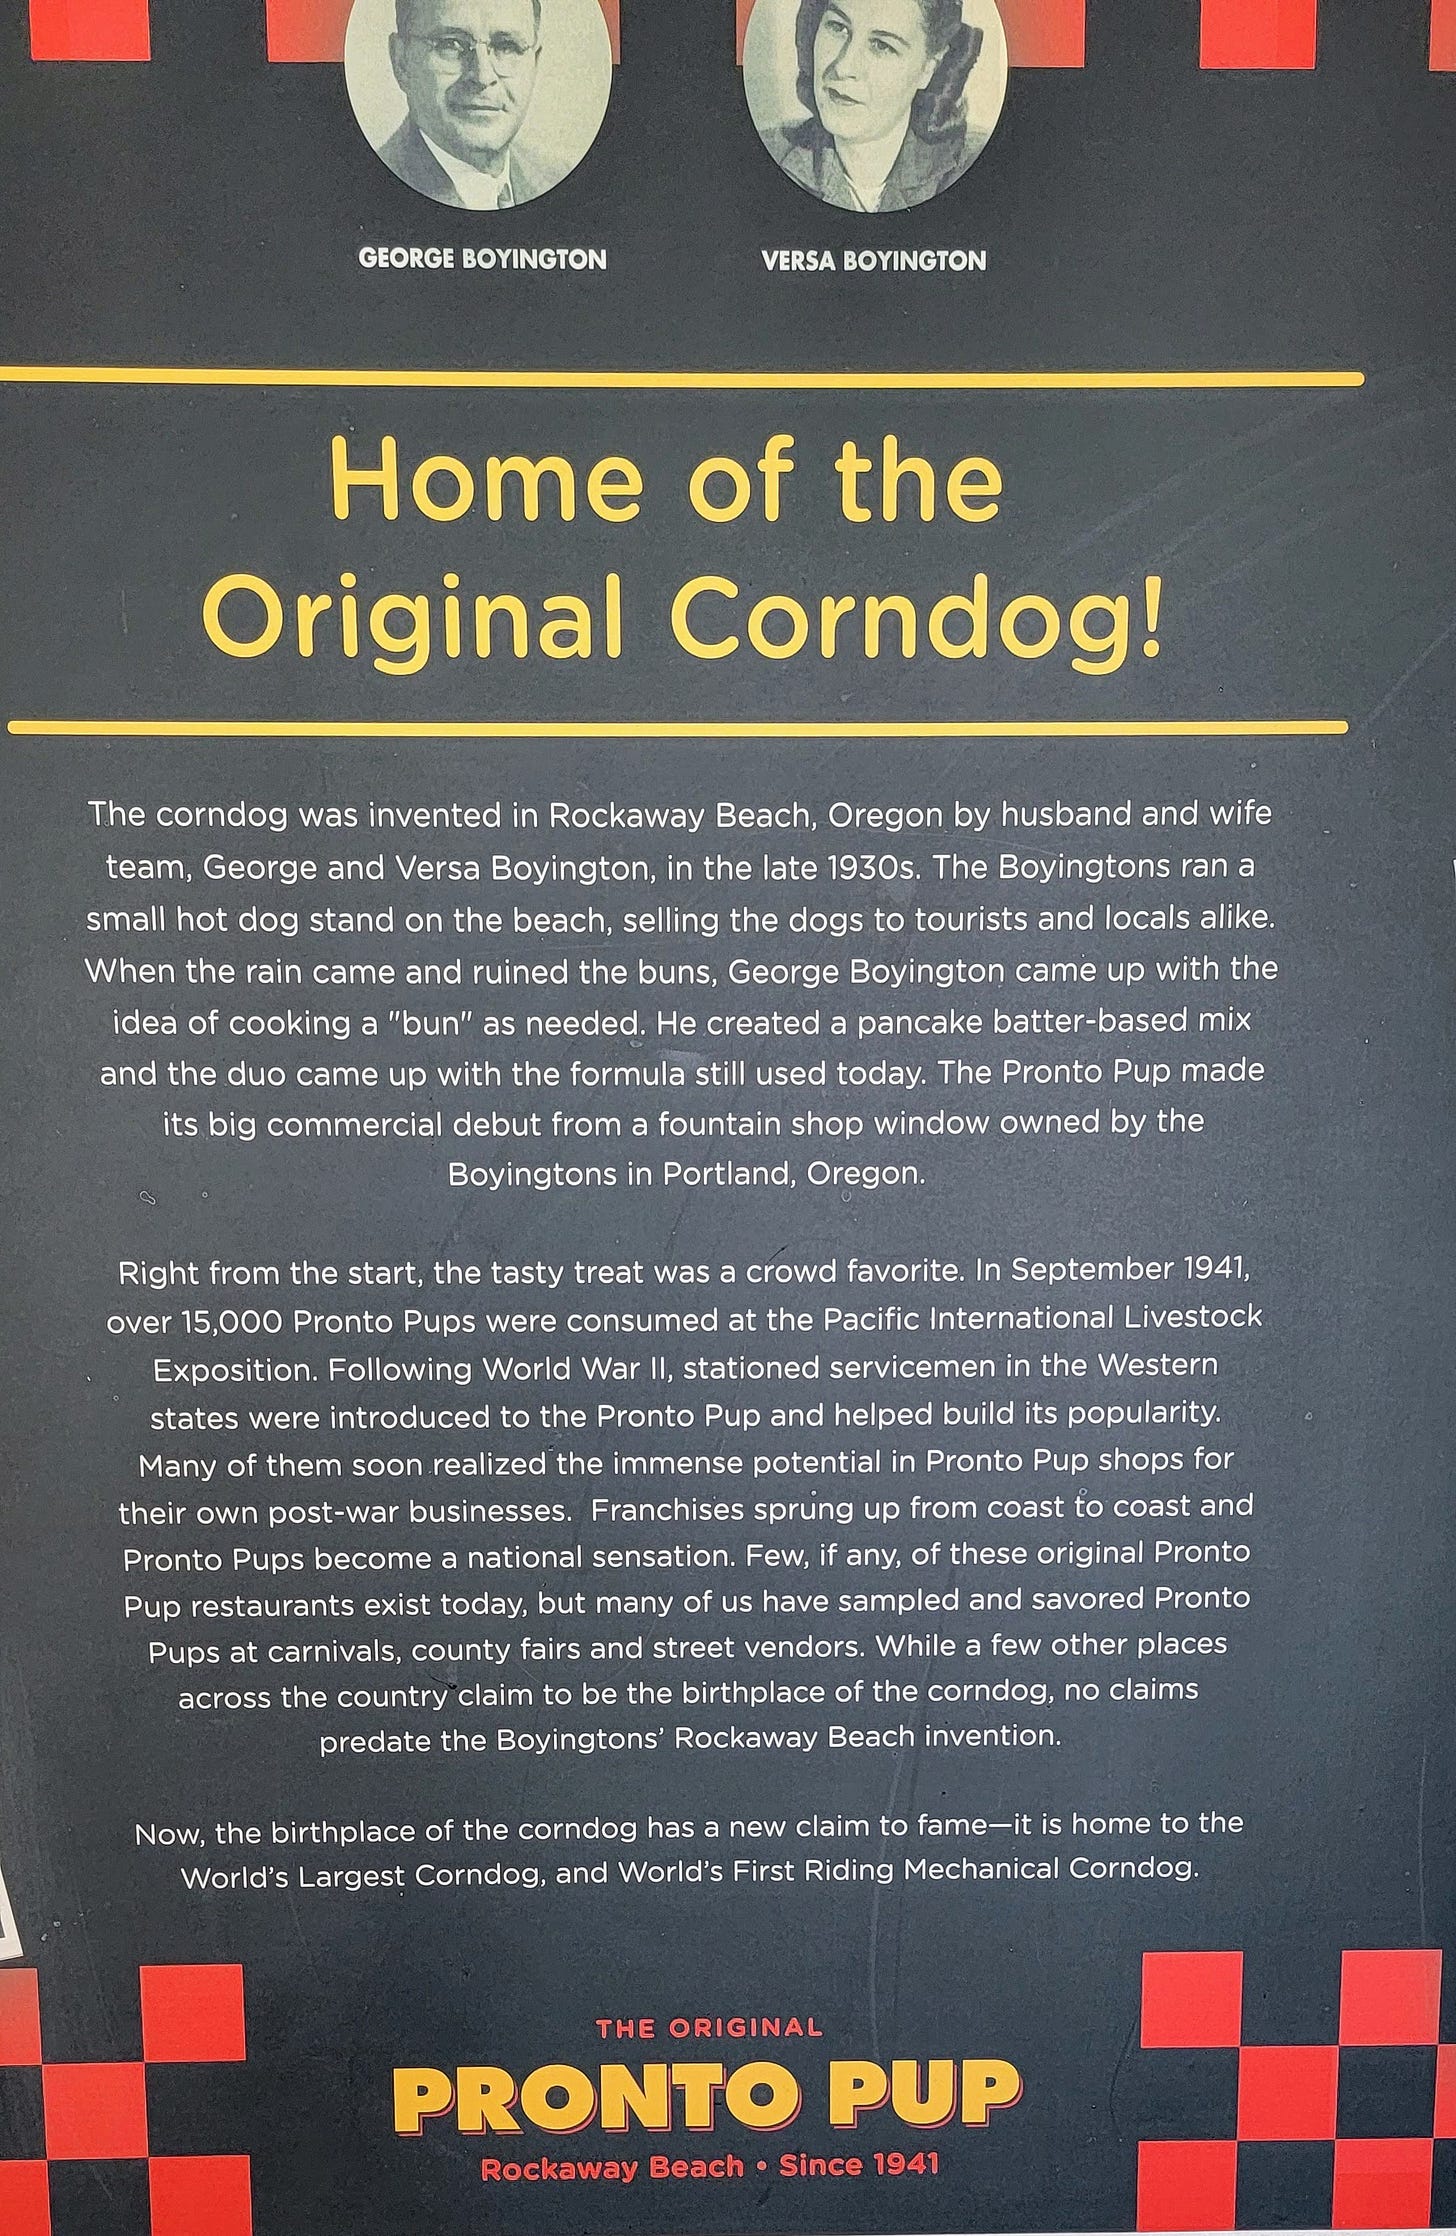 GEORGE BOYINGTON
VERSA BOYINGTON
Home of the
Original Corndog!
The corndog was invented in Rockaway Beach, Oregon by husband and wife
team, George and Versa Boyington, in the late 1930s. The Boyingtons ran a
small hot dog stand on the beach, selling the dogs to tourists and locals alike.
When the rain came and ruined the buns, George Boyington came up with the
idea of cooking a "bun" as needed. He created a pancake batter-based mix
and the duo came up with the formula still used today. The Pronto Pup made
its big commercial debut from a fountain shop window owned by the
Boyingtons in Portland, Oregon.
Right from the start, the tasty treat was a crowd favorite. In September 1941,
over 15,000 Pronto Pups were consumed at the Pacific International Livestock
Exposition. Following World War II, stationed servicemen in the Western
states were introduced to the Pronto Pup and helped build its popularity.
Many of them soon realized the immense potential in Pronto Pup shops for
their own post-war businesses.  Franchises sprung up from coast to coast and
Pronto Pups become a national sensation. Few, if any, of these original Pronto
Pup restaurants exist today, but many of us have sampled and savored Pronto
Pups at carnivals, county fairs and street vendors. While a few other places
across the country claim to be the birthplace of the corndog, no claims
predate the Boyingtons’ Rockaway Beach invention.
Now, the birthplace of the corndog has a new claim to fame—it is home to the
World’s Largest Corndog, and World’s First Riding Mechanical Corndog.
THE ORIGINAL
PRONTO PUP
Rockaway Beach • Since 1941